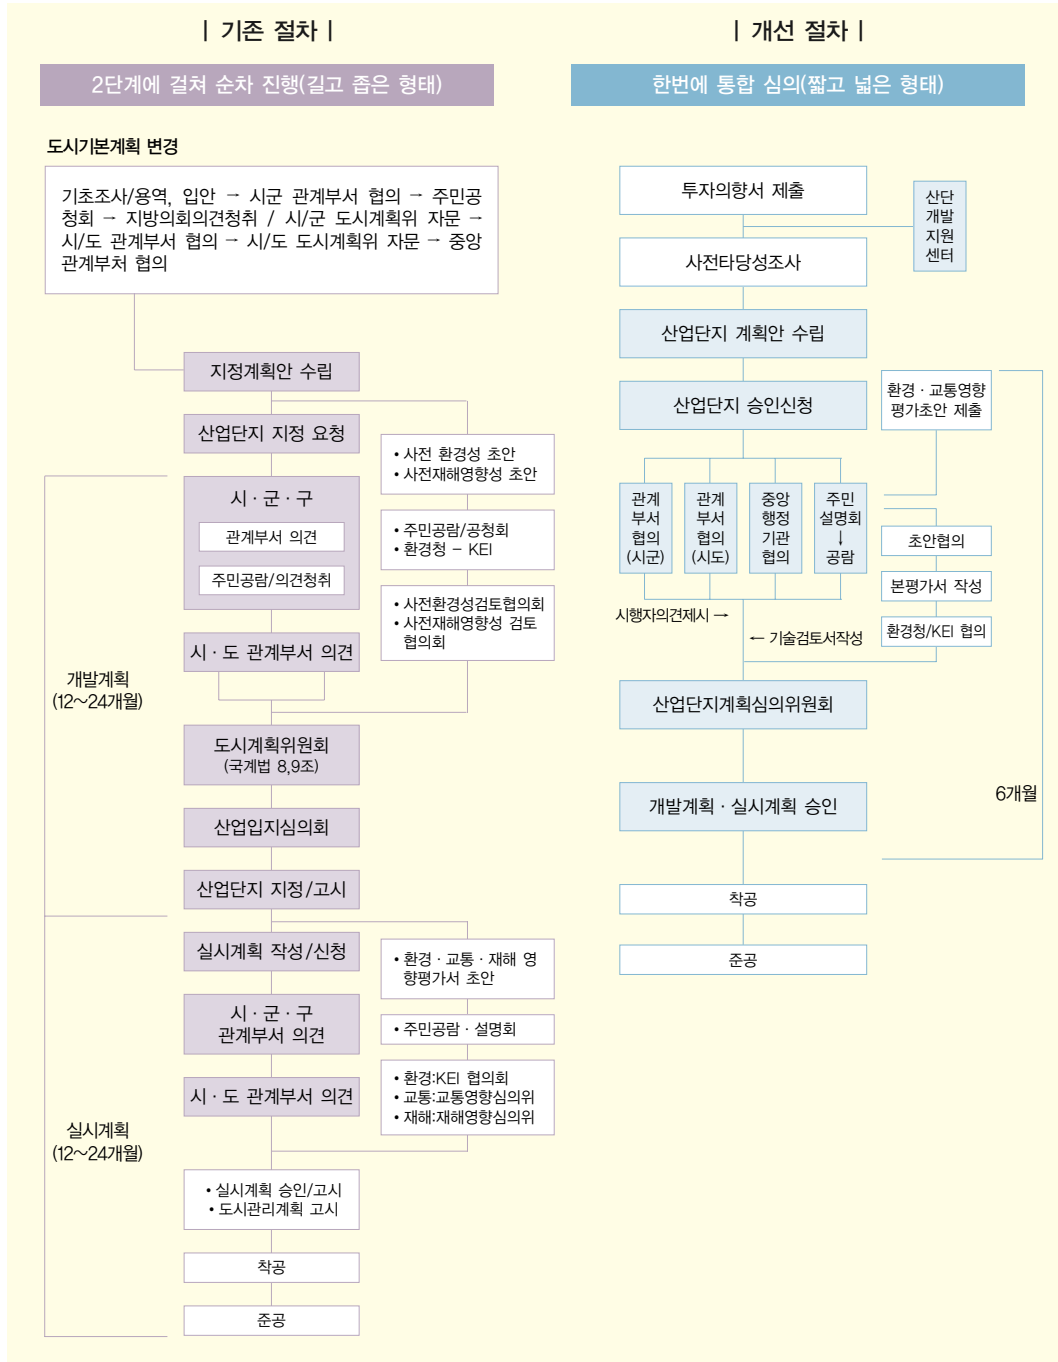 | 기존 절차 |
2단계에 걸쳐 순차 진행(길고 좁은 형태)
도시기본계획 변경
기초조사/용역, 입안 → 시군 관계부서 협의 → 주민공
청회 → 지방의회의견청취 / 시/군 도시계획위 자문 →
시/도 관계부서 협의 → 시/도 도시계획위 자문 → 중앙
관계부처 협의
지정계획안 수립
산업단지 지정 요청
• 사전 환경성 초안
• 사전재해영향성 초안
시·군·구
관계부서 의견
주민공람/의견청취
• 주민공람/공청회
• 환경청 – KEI
• 사전환경성검토협의회
• 사전재해영향성 검토
협의회
시·도 관계부서 의견
개발계획
(12~24개월)
도시계획위원회
(국계법 8,9조)
산업입지심의회
산업단지 지정/고시
실시계획 작성/신청
• 환경·교통·재해 영
향평가서 초안
시·군·구
관계부서 의견
• 주민공람·설명회
시·도 관계부서 의견
• 환경:KEI 협의회
• 교통:교통영향심의위
• 재해:재해영향심의위
실시계획
(12~24개월)
• 실시계획 승인/고시
• 도시관리계획 고시
착공
준공
| 개선 절차 |
한번에 통합 심의(짧고 넓은 형태)
투자의향서 제출
산단
개발
지원
센터
사전타당성조사
산업단지 계획안 수립
산업단지 승인신청
환경·교통영향
평가초안 제출
관계
부서
협의
(시군)
관계
부서
협의
(시도)
중앙
행정
기관
협의
주민
설명회
↓
공람
초안협의
본평가서 작성
환경청/KEI 협의
시행자의견제시 →
← 기술검토서작성
산업단지계획심의위원회
개발계획·실시계획 승인
6개월
착공
준공